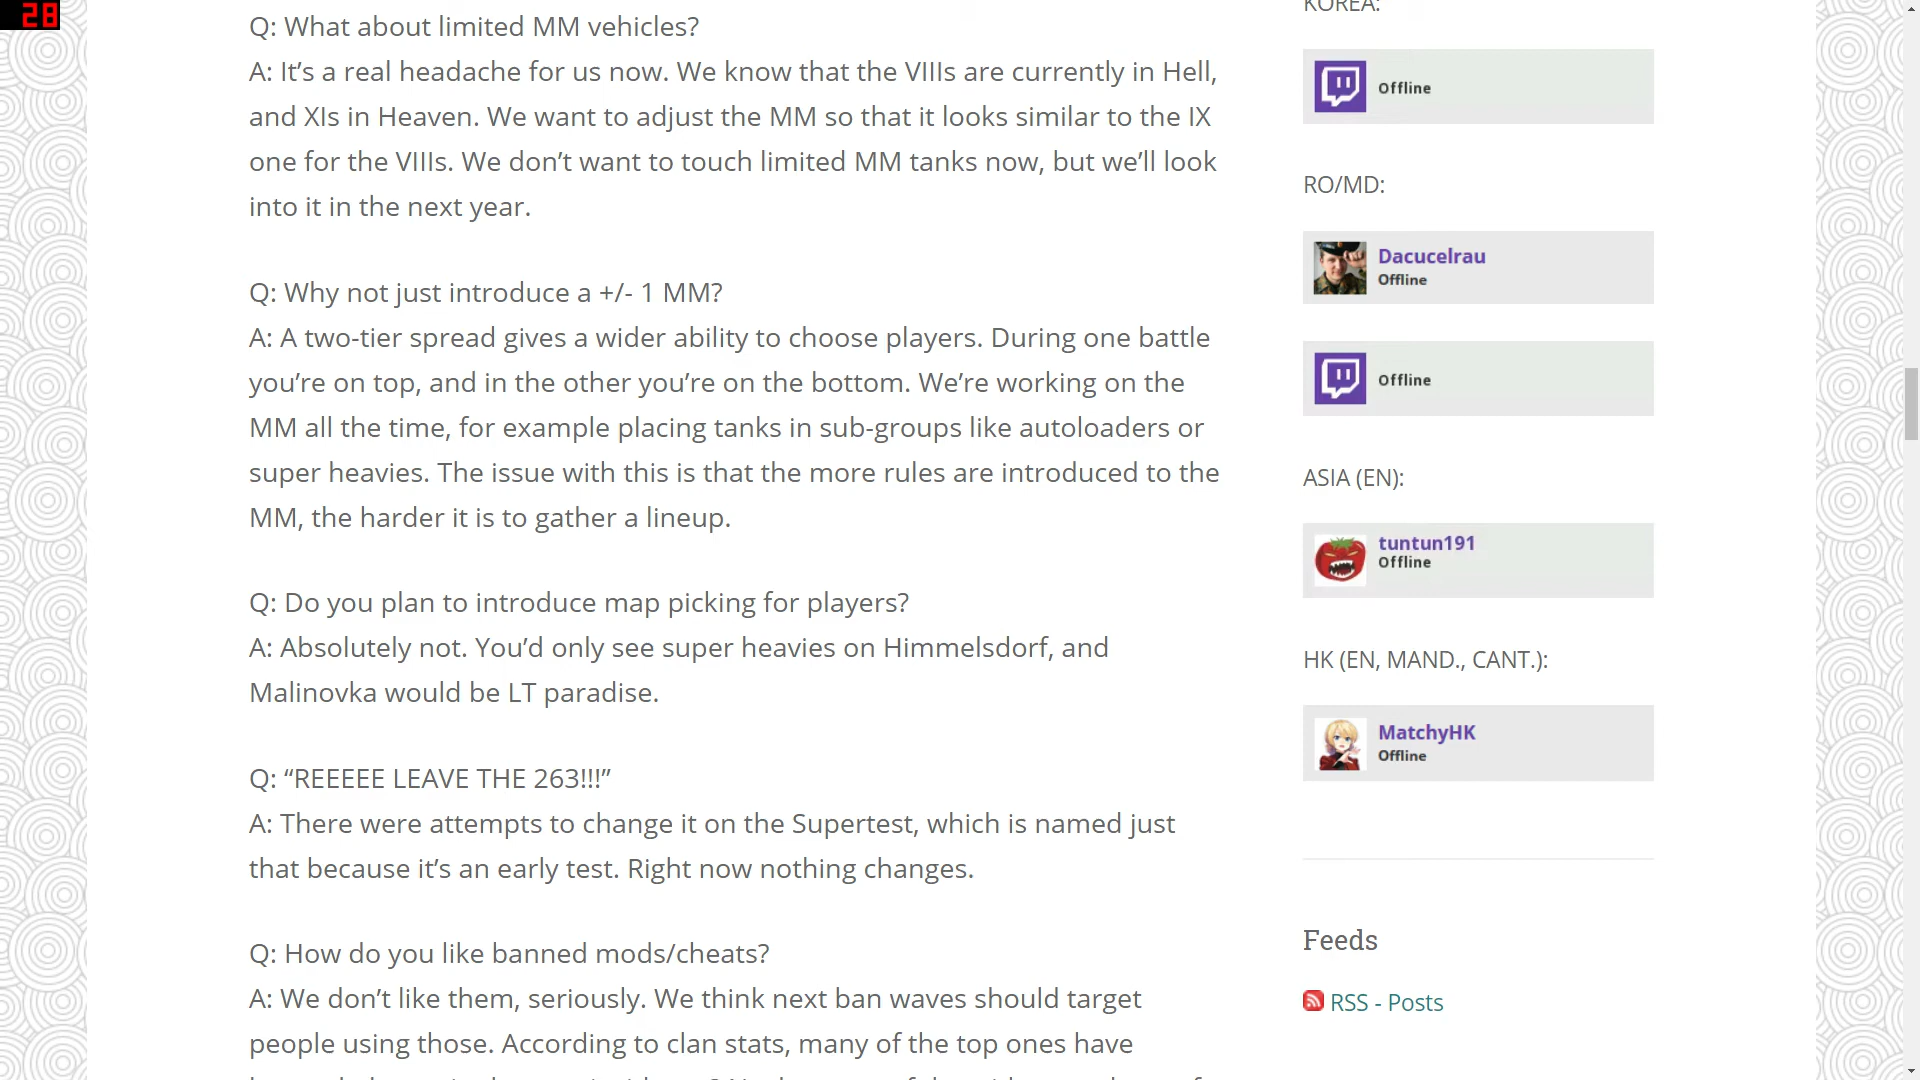 28
Q: What about limited MM vehicles?
A: It’s a real headache for us now. We know that the VIIIs are currently in Hell,
and XIs in Heaven. We want to adjust the MM so that it looks similar to the IX
one for the VIIIs. We don’t want to touch limited MM tanks now, but we’ll look
into it in the next year.
Q: Why not just introduce a +/- 1 MM?
A: A two-tier spread gives a wider ability to choose players. During one battle
you’re on top, and in the other you’re on the bottom. We’re working on the
MM all the time, for example placing tanks in sub-groups like autoloaders or
super heavies. The issue with this is that the more rules are introduced to the
MM, the harder it is to gather a lineup.
Q: Do you plan to introduce map picking for players?
A: Absolutely not. You’d only see super heavies on Himmelsdorf, and
Malinovka would be LT paradise.
Q: “REEEEE LEAVE THE 263!!!”
A: There were attempts to change it on the Supertest, which is named just
that because it’s an early test. Right now nothing changes.
Q: How do you like banned mods/cheats?
A: We don’t like them, seriously. We think next ban waves should target
people using those. According to clan stats, many of the top ones have
KOREA:
Offline
RO/MD:
Dacucelrau
Offline
Offline
ASIA (EN):
tuntun191
Offline
HK (EN, MAND., CANT.):
MatchyHK
Offline
Feeds
RSS - Posts